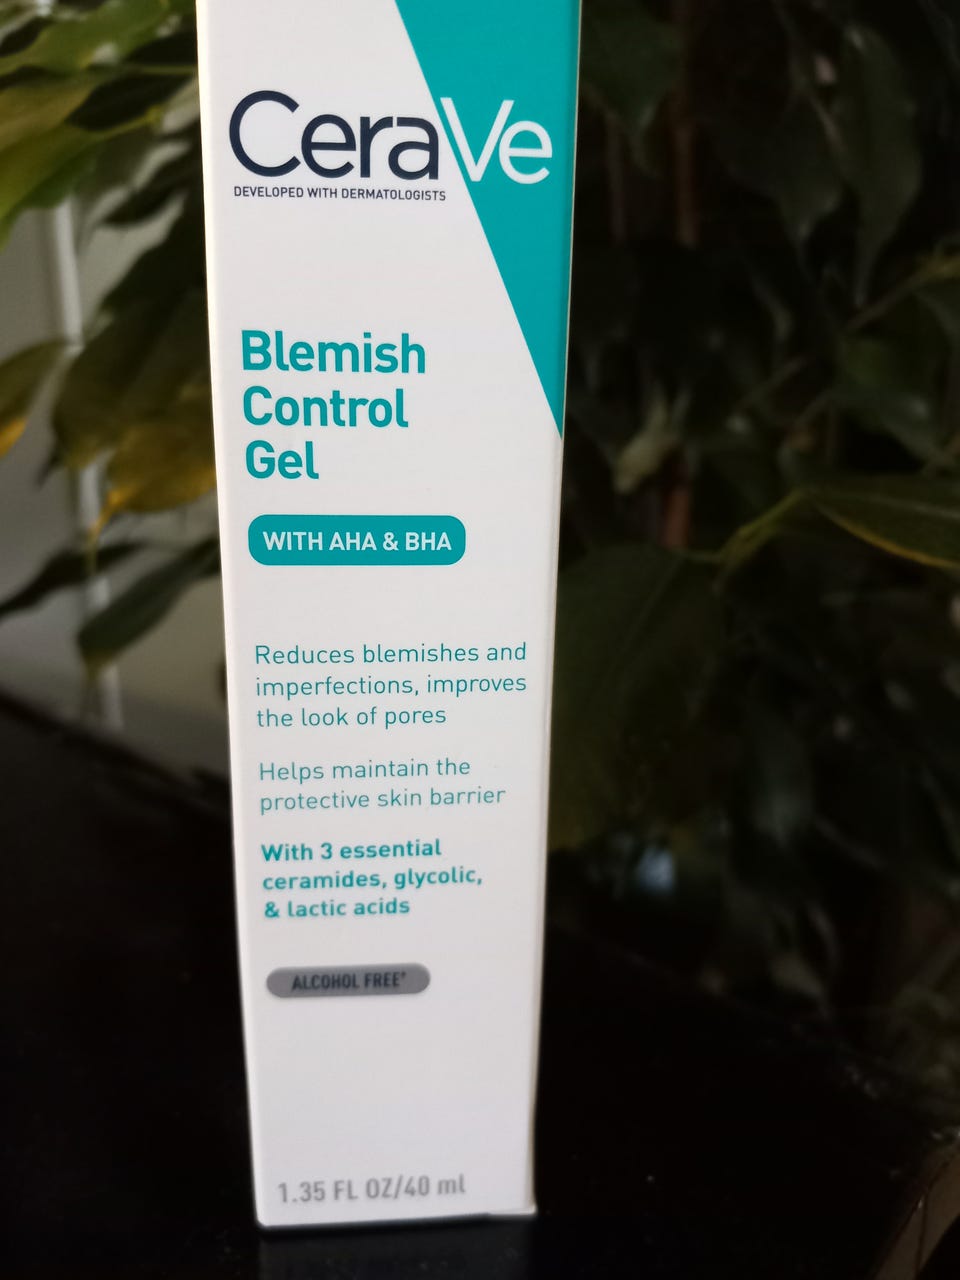 CeraVe
DEVELOPED WITH DERMATOLOGISTS
Blemish
Control
Gel
WITH AHA & BHA
Reduces blemishes and
imperfections, improves
the look of pores
Helps maintain the
protective skin barrier
With 3 essential
ceramides, glycolic,
& lactic acids
ALCOHOL FREE*
1.35 FL OZ/40 ml